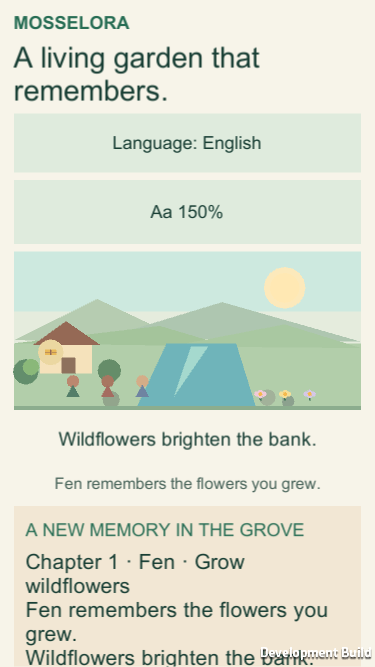 MOSSELORA
A living garden that
remembers.
Language: English
Aa 150%
Wildflowers brighten the bank.
Fen remembers the flowers you grew.
A NEW MEMORY IN THE GROVE
Chapter 1 · Fen · Grow
wildflowers
Fen remembers the flowers you
grew.
Wildflowers brighten the bank.
Development Build